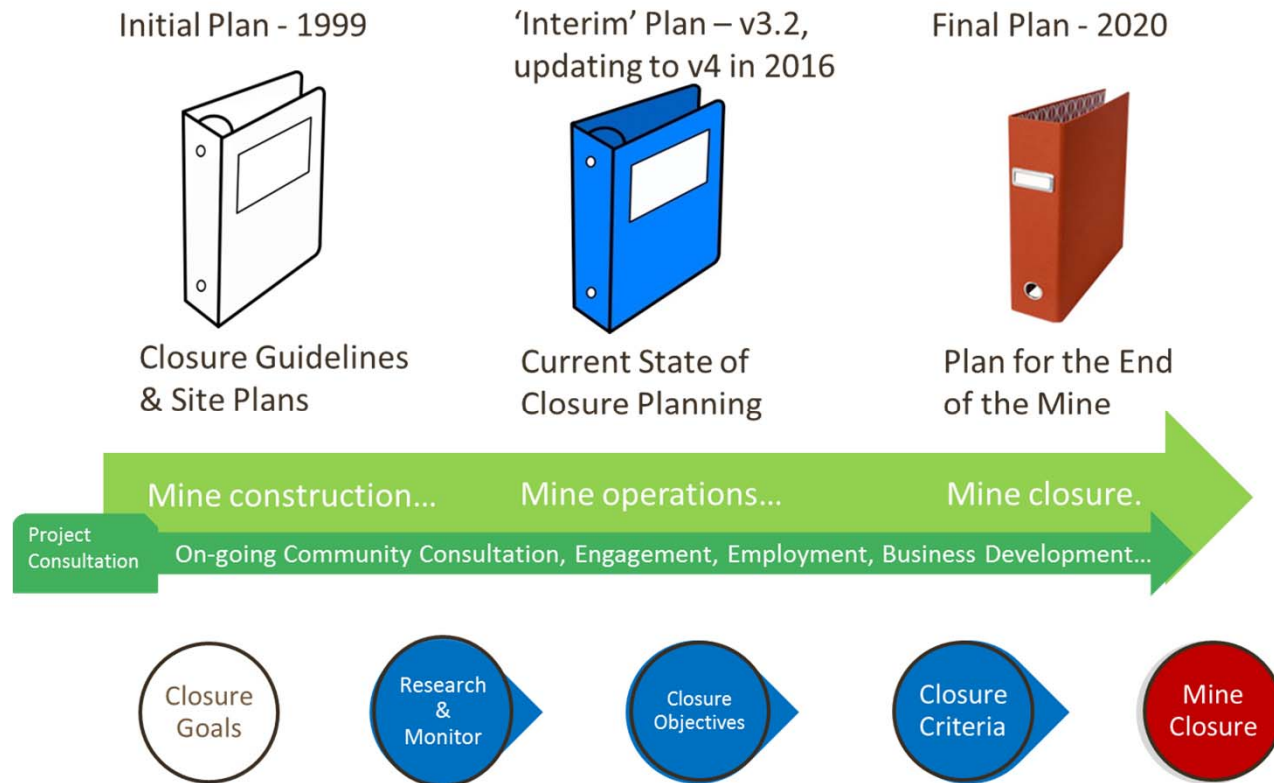 Initial Plan - 1999
‘Interim’ Plan – v3.2,
updating to v4 in 2016
Final Plan - 2020
Closure Guidelines
& Site Plans
Current State of
Closure Planning
Plan for the End
of the Mine
Mine construction...
Mine operations...
Mine closure.
Project
Consultation
On-going Community Consultation, Engagement, Employment, Business Development...
Closure
Goals
Research
&
Monitor
Closure
Objectives
Closure
Criteria
Mine
Closure